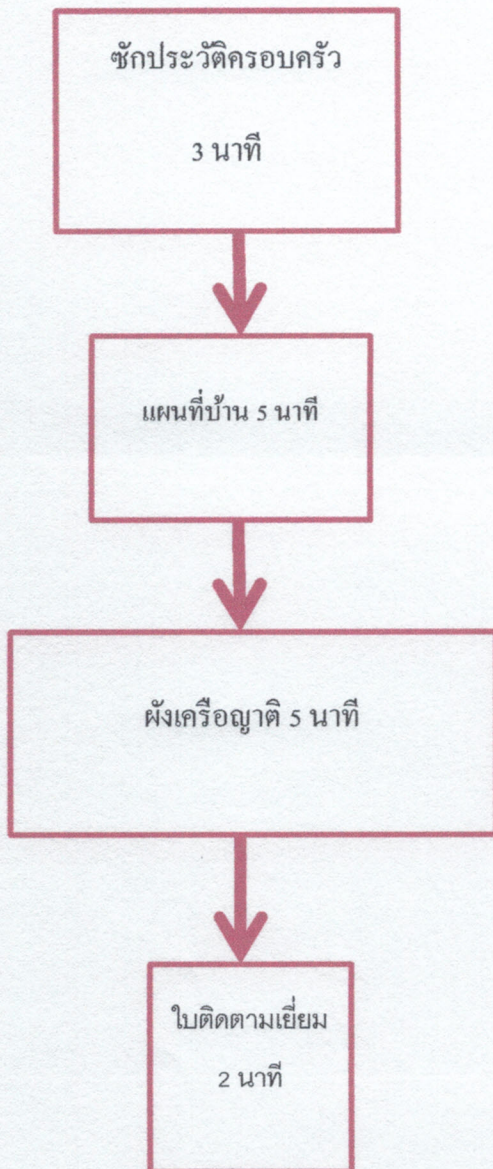 ซักประวัติครอบครัว
3 นาที
แผนที่บ้าน 5 นาที
ผังเครือญาติ 5 นาที
ใบติดตามเยี่ยม
2 นาที